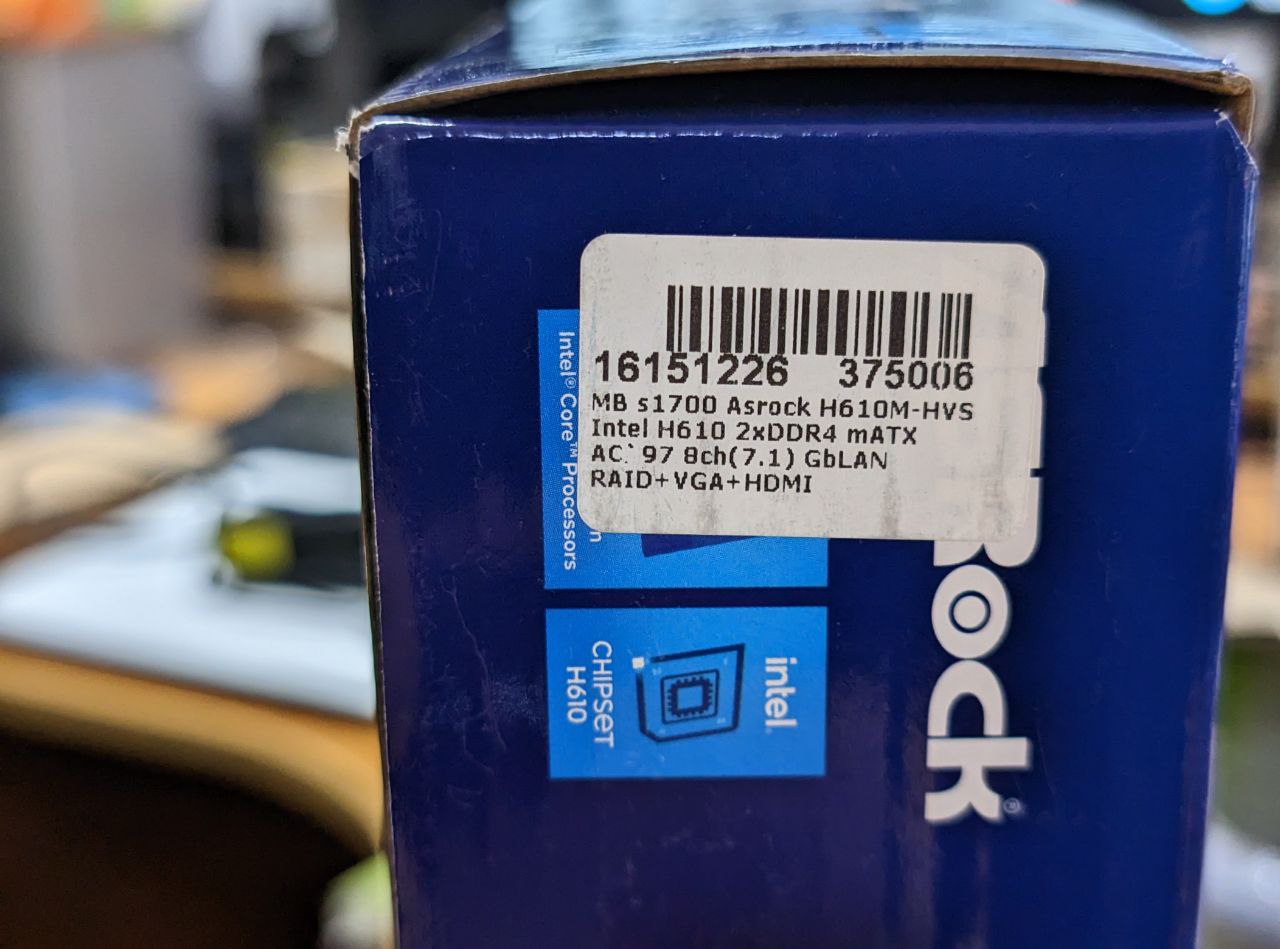 16151226 375006
MB s1700 Asrock H610M-HVS
Intel H610 2xDDR4 mATX
AC`97 8ch(7.1) GbLAN
RAID+VGA+HDMI
Intel® Core™ Processors
intel.
CHIPSET
H610
Rock®